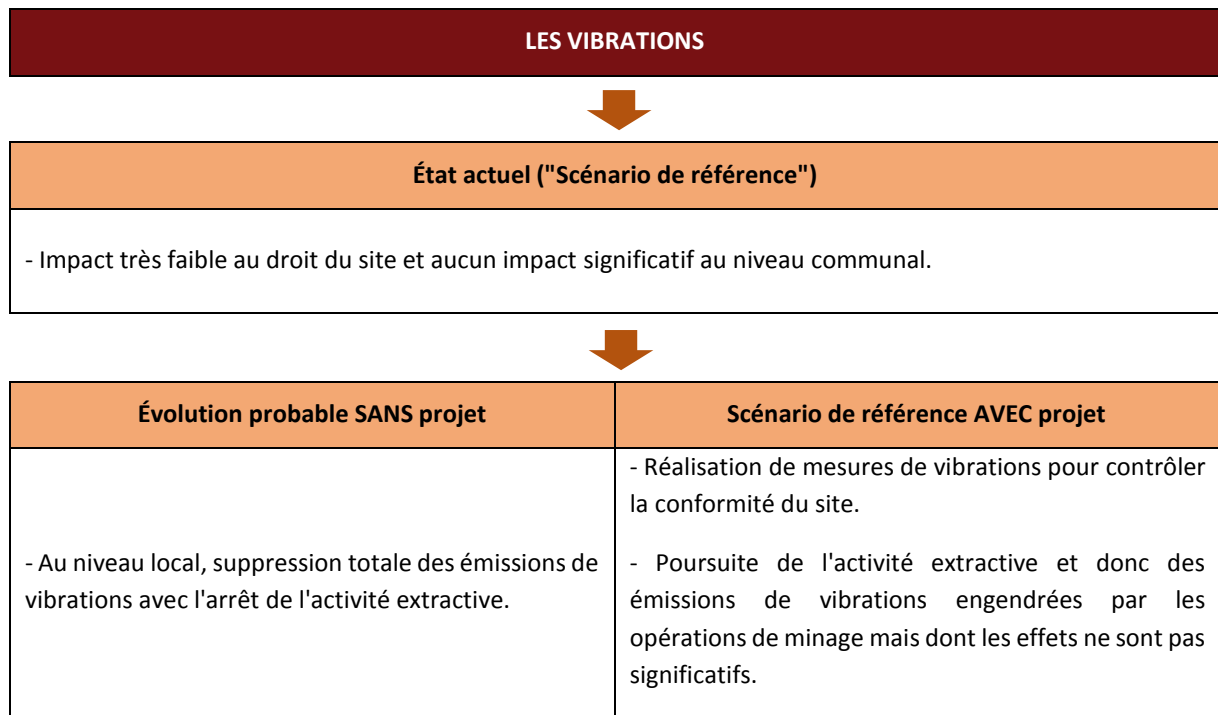 LES VIBRATIONS
État actuel ("Scénario de référence")
- Impact très faible au droit du site et aucun impact significatif au niveau communal.
Évolution probable SANS projet
- Au niveau local, suppression totale des émissions de
vibrations avec l'arrêt de l'activité extractive.
Scénario de référence AVEC projet
- Réalisation de mesures de vibrations pour contrôler
la conformité du site.
- Poursuite de l'activité extractive et donc des
émissions de vibrations engendrées par les
opérations de minage mais dont les effets ne sont pas
significatifs.